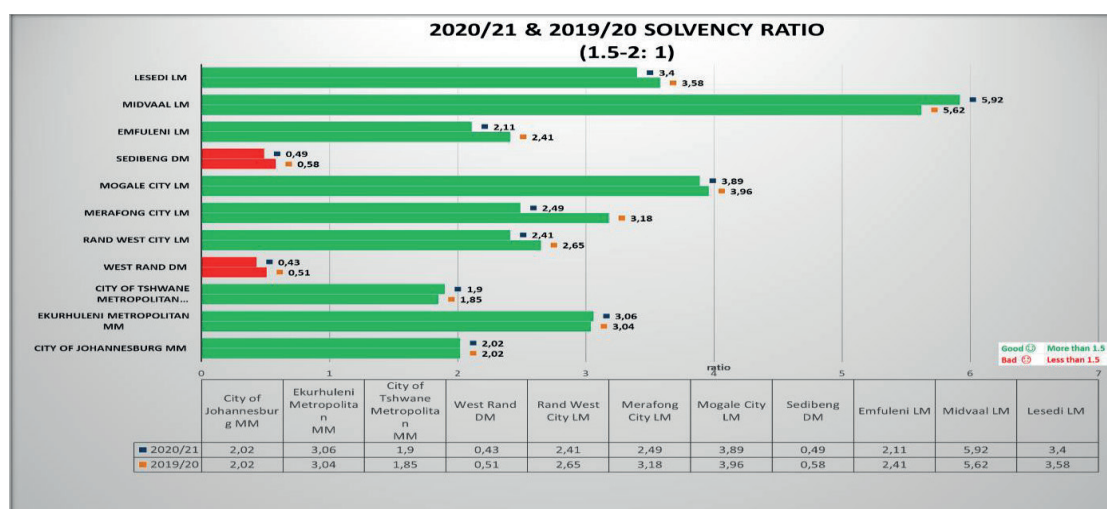 2020/21 & 2019/20 SOLVENCY RATIO
(1.5-2: 1)
LESEDI LM
3,4
3,58
MIDVAAL LM
5,92
5,62
EMFULENI LM
2,11
2,41
SEDIBENG DM
0,49
0,58
MOGALE CITY LM
3,89
3,96
MERAFONG CITY LM
2,49
3,18
RAND WEST CITY LM
2,41
2,65
WEST RAND DM
0,43
0,51
CITY OF TSHWANE
METROPOLITAN...
1,9
1,85
EKURHULENI METROPOLITAN
MM
3,06
3,04
CITY OF JOHANNESBURG MM
2,02
2,02
Good More than 1.5
Bad Less than 1.5
ratio
0 1 2 3 4 5 6 7
City of
Johannesbur
g MM
Ekurhuleni
Metropolita
n
MM
City of
Tshwane
Metropolita
n
MM
West Rand
DM
Rand West
City LM
Merafong
City LM
Mogale City
LM
Sedibeng
DM
Emfuleni LM
Midvaal LM
Lesedi LM
2020/21 2,02 3,06 1,9 0,43 2,41 2,49 3,89 0,49 2,11 5,92 3,4
2019/20 2,02 3,04 1,85 0,51 2,65 3,18 3,96 0,58 2,41 5,62 3,58